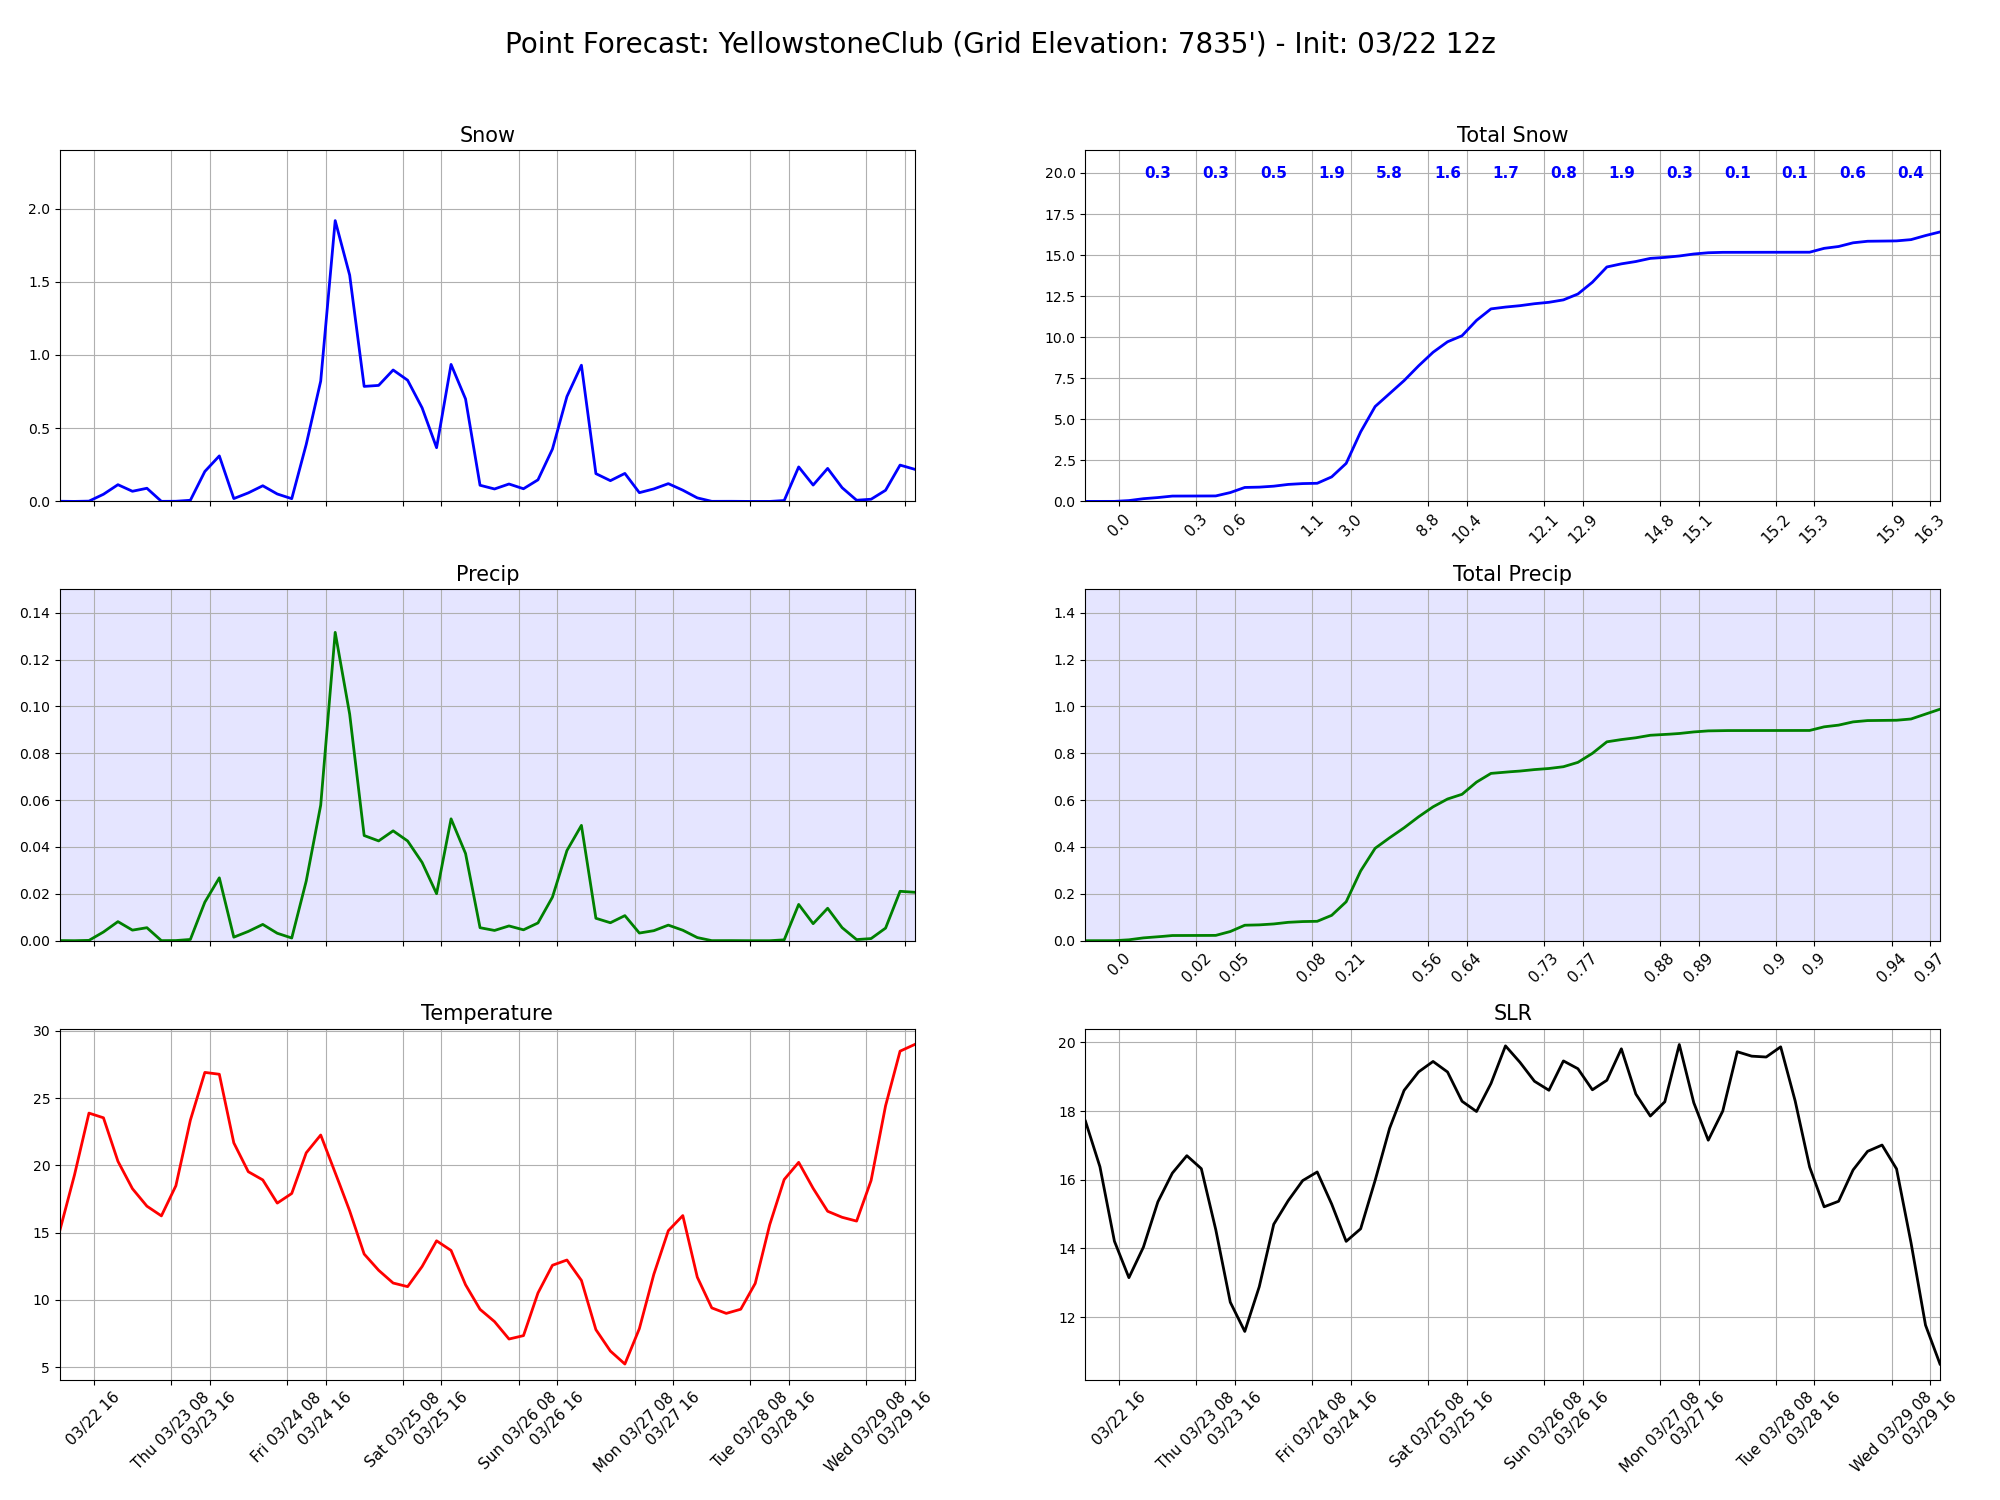 Point Forecast: YellowstoneClub (Grid Elevation: 7835') - Init: 03/22 12z
Snow
2.0
1.5
1.0
0.5
0.0
Total Snow
0.3 0.3 0.5 1.9 5.8 1.6 1.7 0.8 1.9 0.3 0.1 0.1 0.6 0.4
20.0
17.5
15.0
12.5
10.0
7.5
5.0
2.5
0.0
0.0 0.3 0.6 1.1 3.0 8.8 10.4 12.1 12.9 14.8 15.1 15.2 15.3 15.9 16.3
Precip
0.14
0.12
0.10
0.08
0.06
0.04
0.02
0.00
Total Precip
1.4
1.2
1.0
0.8
0.6
0.4
0.2
0.0
0.0 0.02 0.05 0.08 0.21 0.56 0.64 0.73 0.77 0.88 0.89 0.9 0.9 0.94 0.97
Temperature
30
25
20
15
10
5
03/22 16
Thu 03/23 08
03/23 16
Fri 03/24 08
03/24 16
Sat 03/25 08
03/25 16
Sun 03/26 08
03/26 16
Mon 03/27 08
03/27 16
Tue 03/28 08
03/28 16
Wed 03/29 08
03/29 16
SLR
20
18
16
14
12
03/22 16
Thu 03/23 08
03/23 16
Fri 03/24 08
03/24 16
Sat 03/25 08
03/25 16
Sun 03/26 08
03/26 16
Mon 03/27 08
03/27 16
Tue 03/28 08
03/28 16
Wed 03/29 08
03/29 16